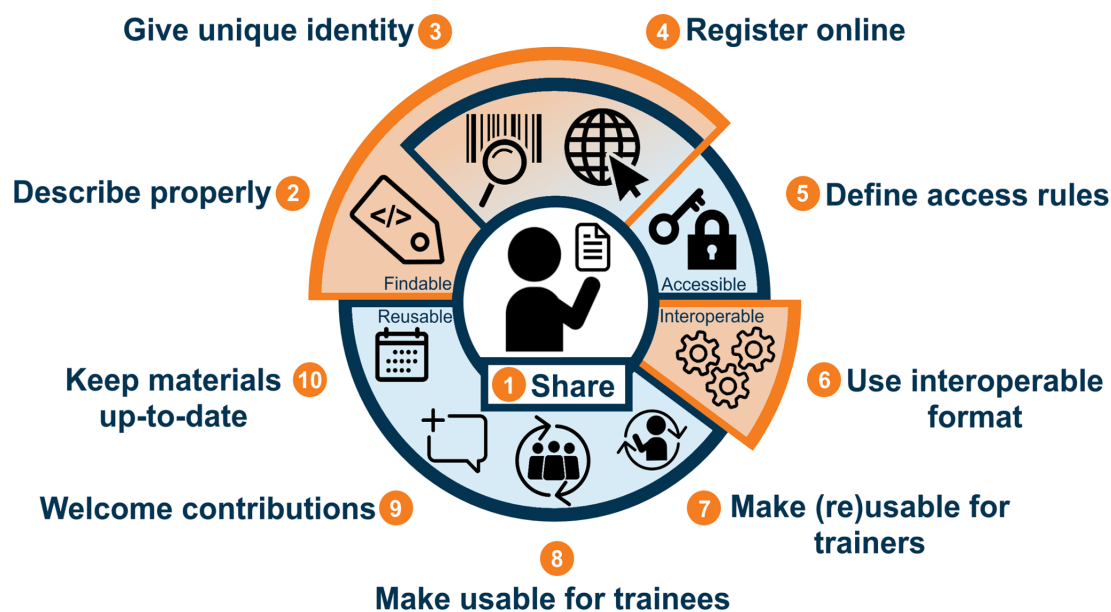 Give unique identity 3
4 Register online
Describe properly 2
5 Define access rules
</>
Findable
Accessible
Reusable
Interoperable
1 Share
Keep materials 10
up-to-date
6 Use interoperable
format
Welcome contributions 9
7 Make (re)usable for
trainers
8
Make usable for trainees